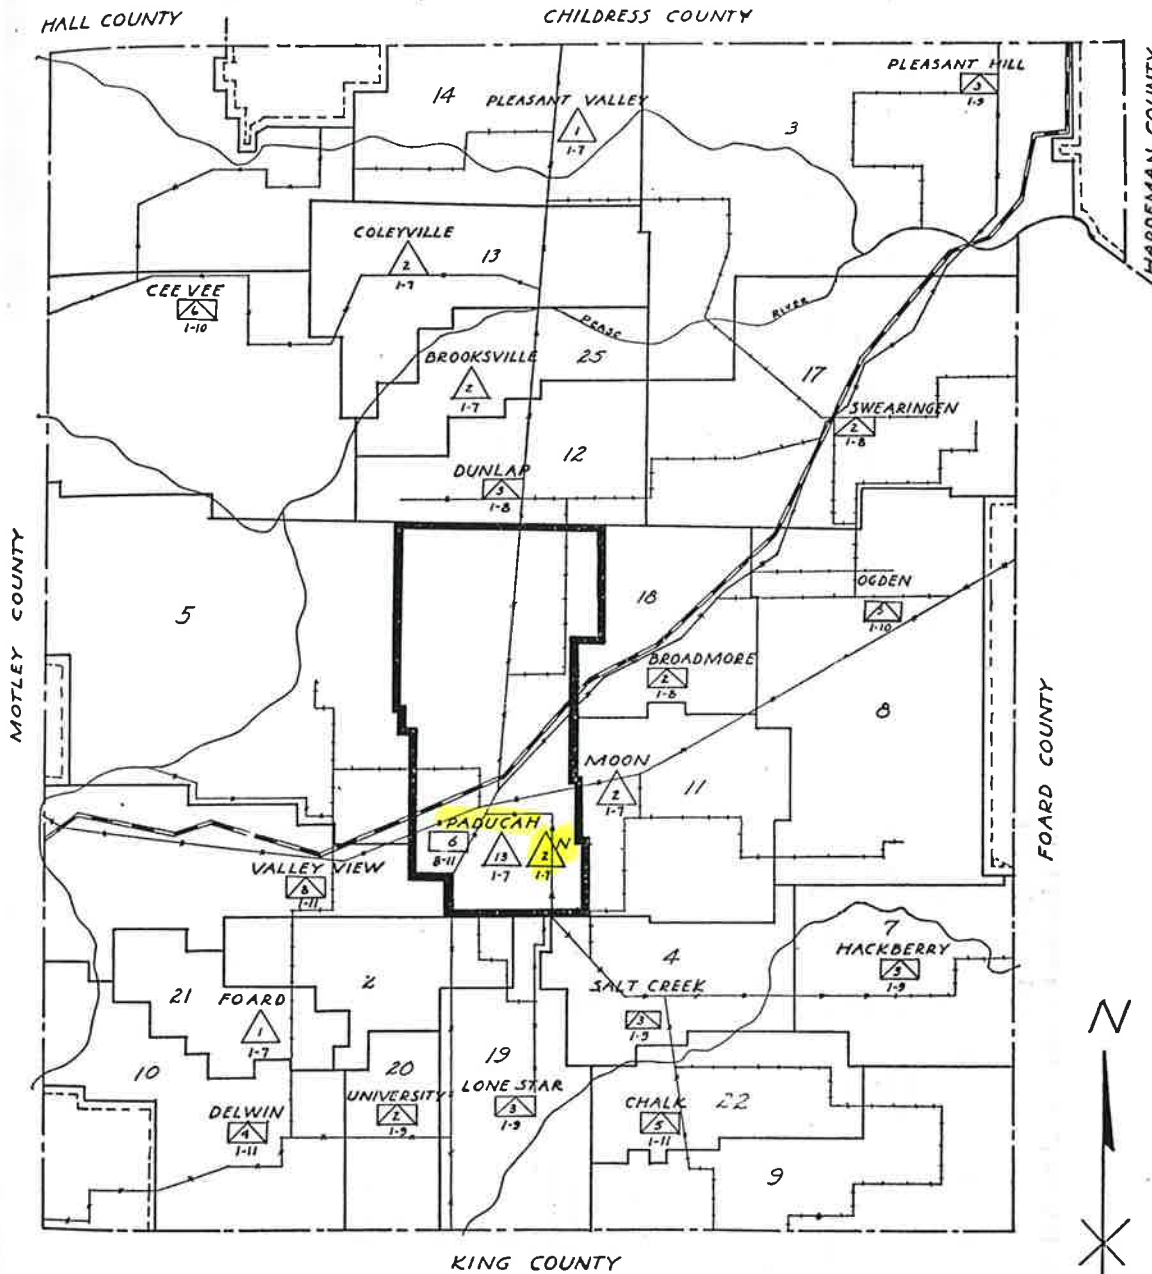 HALL COUNTY
CHILDRESS COUNTY
HARDEMAN COUNTY
PLEASANT HILL
3
1-9
14
PLEASANT VALLEY
1
1-7
3
COLEYVILLE
2
1-7
13
CEE VEE
6
1-10
PEASE
RIVER
BROOKSVILLE
2
1-7
25
17
SWEARINGEN
2
1-8
12
DUNLAP
3
1-8
MOTLEY COUNTY
5
18
OGDEN
5
1-10
BROADMORE
2
1-8
8
FOARD COUNTY
MOON
2
1-7
11
PADUCAH
6
8-11
13
1-7
N
2
1-7
VALLEY VIEW
8
1-11
7
HACKBERRY
3
1-9
4
SALT CREEK
3
1-9
2
21
FOARD
1
1-7
N
10
20
19
UNIVERSITY
2
1-9
LONE STAR
3
1-9
DELWIN
4
1-11
CHALK
5
1-11
22
9
KING COUNTY